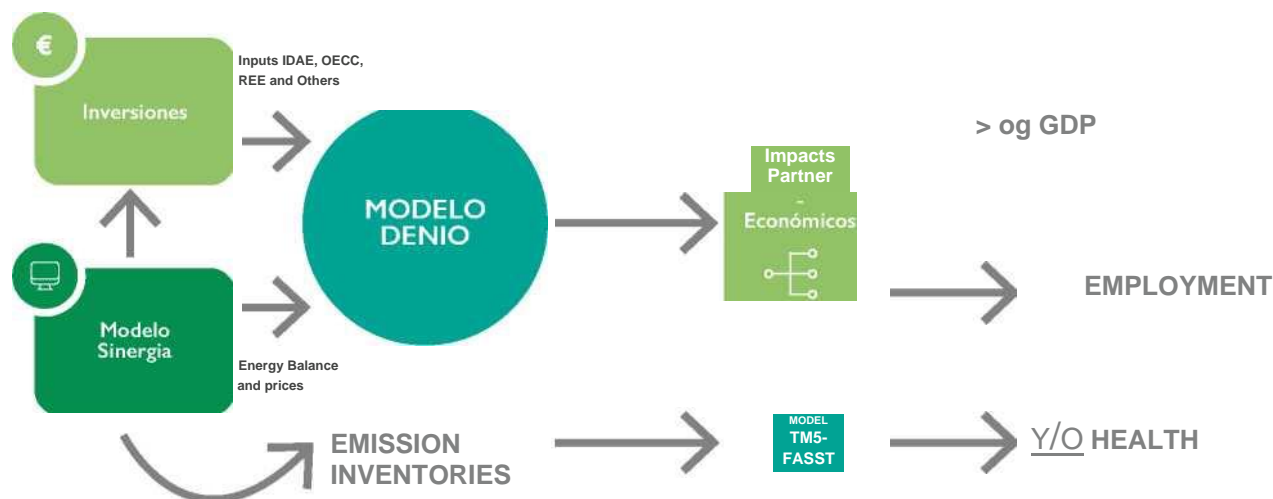 €
Inversiones
Inputs IDAE, OECC,
REE and Others
MODELO
DENIO
Impacts
Partner
-
Económicos
> og GDP
EMPLOYMENT
Modelo
Sinergia
Energy Balance
and prices
EMISSION
INVENTORIES
MODEL
TM5-
FASST
Y/O HEALTH